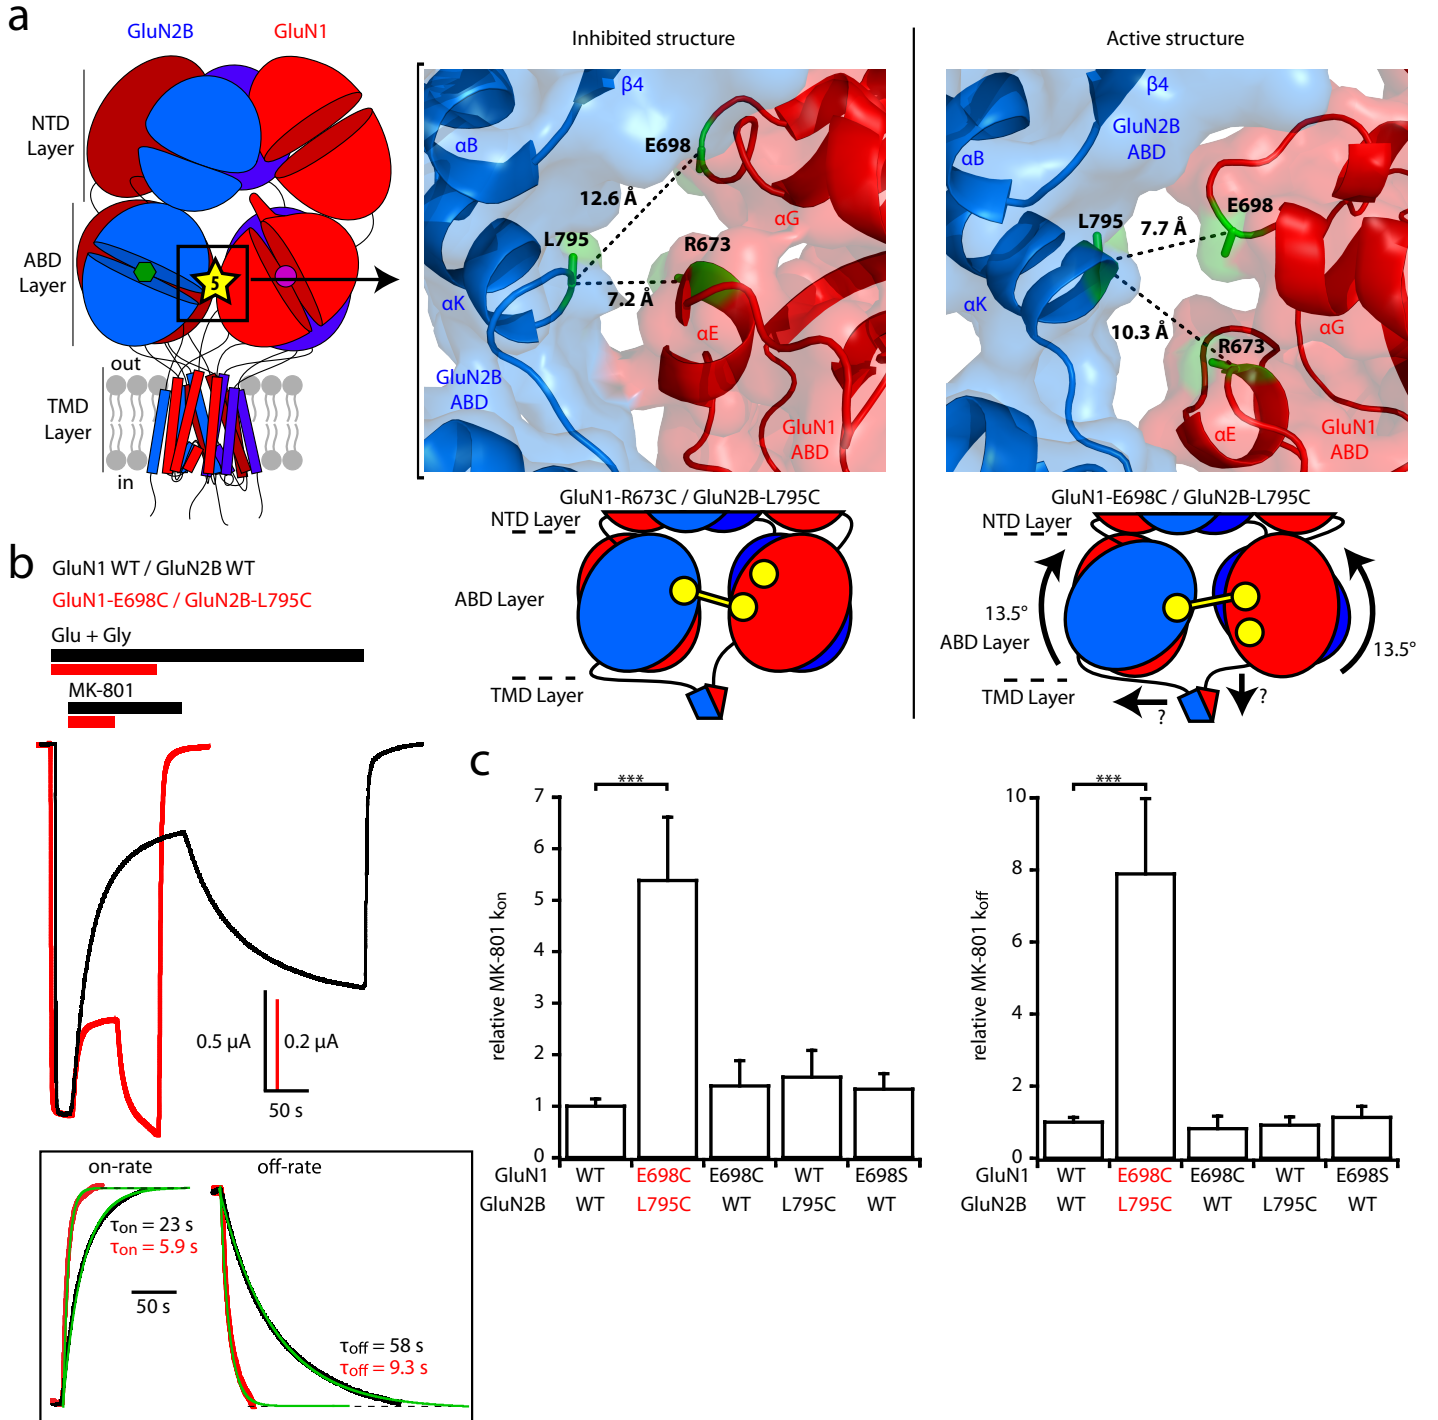 a
GluN2B
GluN1
NTD
Layer
ABD
Layer
5
out
TMD
Layer
in
Inhibited structure
β4
αB
E698
12.6 Å
αG
L795
R673
7.2 Å
αK
αE
GluN2B
ABD
GluN1
ABD
Active structure
β4
GluN2B
ABD
αB
E698
L795
7.7 Å
αK
αG
10.3 Å
R673
αE
GluN1
ABD
GluN1-R673C / GluN2B-L795C
NTD Layer
ABD Layer
TMD Layer
GluN1-E698C / GluN2B-L795C
NTD Layer
13.5°
ABD Layer
13.5°
TMD Layer
?
?
b
GluN1 WT / GluN2B WT
GluN1-E698C / GluN2B-L795C
Glu + Gly
MK-801
0.5 µA
0.2 µA
50 s
on-rate
off-rate
τon = 23 s
τon = 5.9 s
50 s
τoff = 58 s
τoff = 9.3 s
c
***
7
6
5
4
3
2
1
0
relative MK-801 kon
GluN1 WT E698C E698C WT E698S
GluN2B WT L795C WT L795C WT
***
10
8
6
4
2
0
relative MK-801 koff
GluN1 WT E698C E698C WT E698S
GluN2B WT L795C WT L795C WT